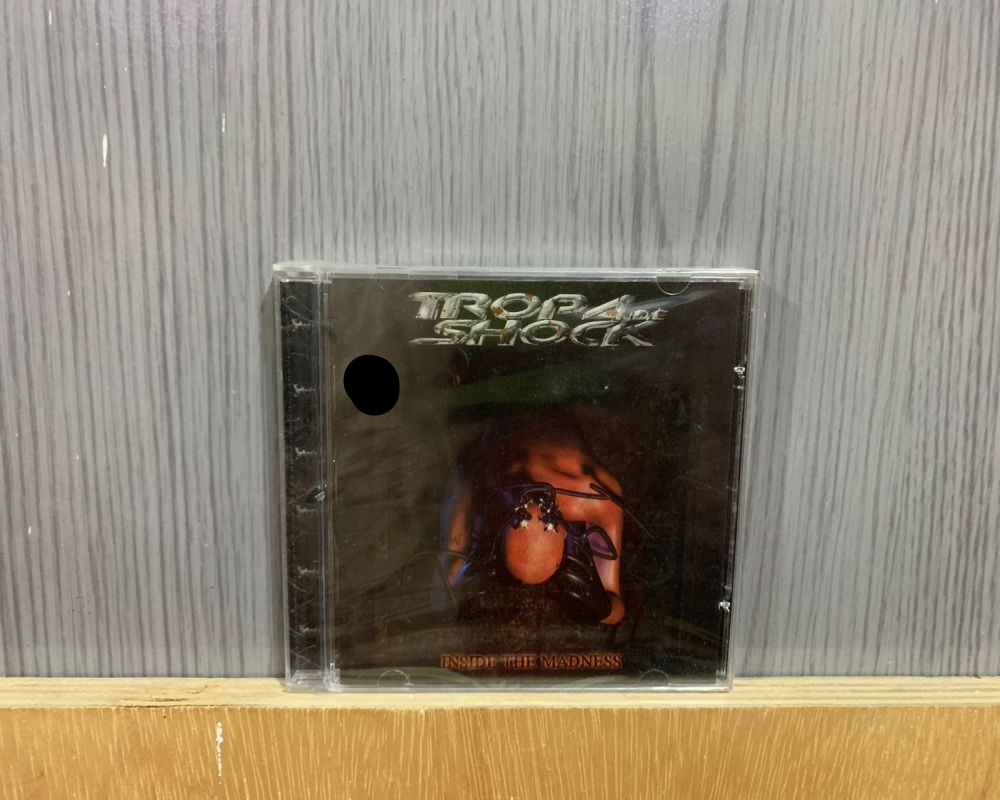 TROPA DE
SHOCK
INSIDE THE MADNESS